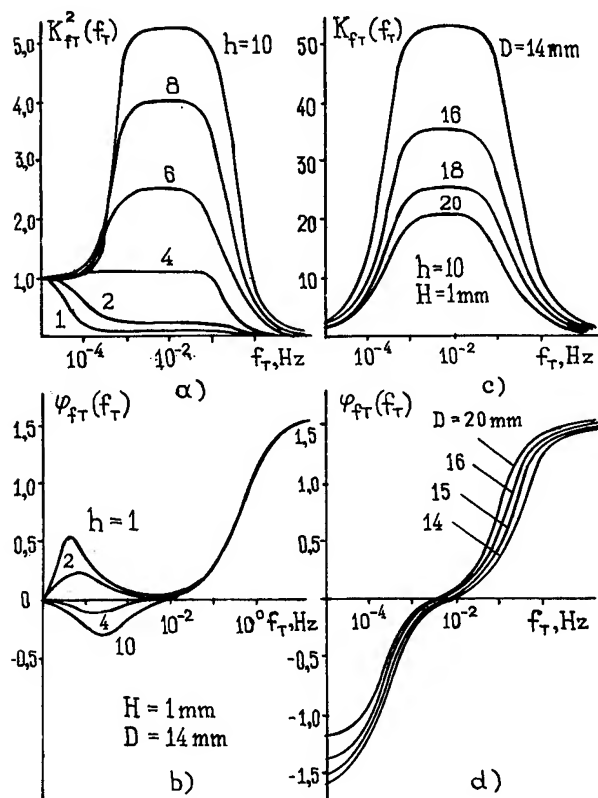 K²fT(fT)
5,0
4,0
3,0
2,0
1,0
h=10
8
6
4
2
1
10⁻⁴
10⁻²
fT,Hz
a)
KfT(fT)
50
40
30
20
10
D=14mm
16
18
20
h=10
H=1mm
10⁻⁴
10⁻²
fT,Hz
c)
φfT(fT)
1,5
1,0
0,5
0
-0,5
h=1
2
4
10
10⁻²
10⁰
fT,Hz
H=1mm
D=14mm
b)
φfT(fT)
1,5
1,0
0,5
0
-0,5
-1,0
-1,5
D=20mm
16
15
14
10⁻⁴
10⁻²
fT,Hz
d)